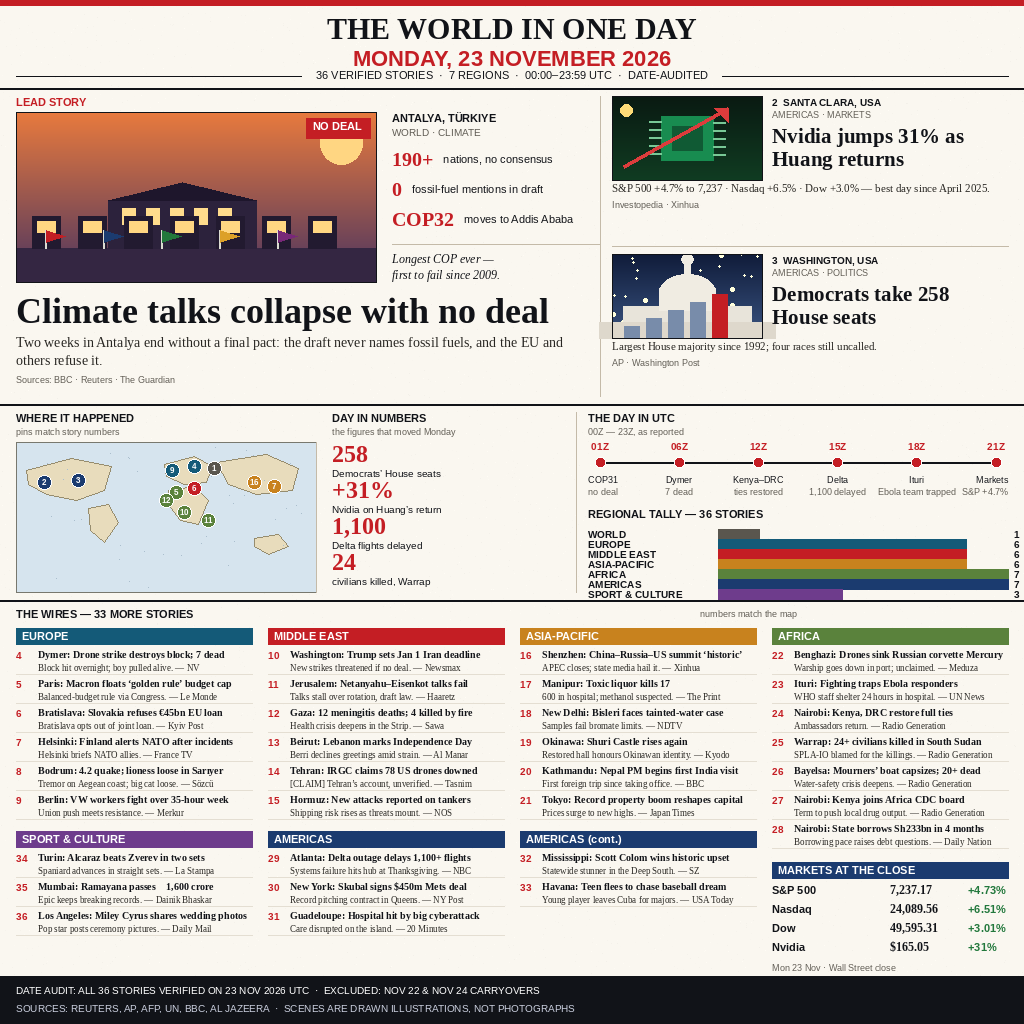 THE WORLD IN ONE DAY
MONDAY, 23 NOVEMBER 2026
36 VERIFIED STORIES · 7 REGIONS · 00:00–23:59 UTC · DATE-AUDITED
LEAD STORY
NO DEAL
ANTALYA, TÜRKIYE
WORLD · CLIMATE
190+ nations, no consensus
0 fossil-fuel mentions in draft
COP32 moves to Addis Ababa
Longest COP ever —
first to fail since 2009.
Climate talks collapse with no deal
Two weeks in Antalya end without a final pact: the draft never names fossil fuels, and the EU and
others refuse it.
Sources: BBC · Reuters · The Guardian
2 SANTA CLARA, USA
AMERICAS · MARKETS
Nvidia jumps 31% as
Huang returns
S&P 500 +4.7% to 7,237 · Nasdaq +6.5% · Dow +3.0% — best day since April 2025.
Investopedia · Xinhua
3 WASHINGTON, USA
AMERICAS · POLITICS
Democrats take 258
House seats
Largest House majority since 1992; four races still uncalled.
AP · Washington Post
WHERE IT HAPPENED
pins match story numbers
2
3
9
4
1
5
6
12
10
11
16
7
DAY IN NUMBERS
the figures that moved Monday
258
Democrats' House seats
+31%
Nvidia on Huang's return
1,100
Delta flights delayed
24
civilians killed, Warrap
THE DAY IN UTC
00Z — 23Z, as reported
01Z 06Z 12Z 15Z 18Z 21Z
COP31 Dymer Kenya–DRC Delta Ituri Markets
no deal 7 dead ties restored 1,100 delayed Ebola team trapped S&P +4.7%
REGIONAL TALLY — 36 STORIES
WORLD 1
EUROPE 6
MIDDLE EAST 6
ASIA-PACIFIC 6
AFRICA 7
AMERICAS 7
SPORT & CULTURE 3
THE WIRES — 33 MORE STORIES
numbers match the map
EUROPE
4 Dymer: Drone strike destroys block; 7 dead
Block hit overnight; boy pulled alive. — NV
5 Paris: Macron floats ‘golden rule’ budget cap
Balanced-budget rule via Congress. — Le Monde
6 Bratislava: Slovakia refuses €45bn EU loan
Bratislava opts out of joint loan. — Kyiv Post
7 Helsinki: Finland alerts NATO after incidents
Helsinki briefs NATO allies. — France TV
8 Bodrum: 4.2 quake; lioness loose in Sarıyer
Tremor on Aegean coast; big cat loose. — Sözcü
9 Berlin: VW workers fight over 35-hour week
Union push meets resistance. — Merkur
SPORT & CULTURE
34 Turin: Alcaraz beats Zverev in two sets
Spaniard advances in straight sets. — La Stampa
35 Mumbai: Ramayana passes 1,600 crore
Epic keeps breaking records. — Dainik Bhaskar
36 Los Angeles: Miley Cyrus shares wedding photos
Pop star posts ceremony pictures. — Daily Mail
MIDDLE EAST
10 Washington: Trump sets Jan 1 Iran deadline
New strikes threatened if no deal. — Newsmax
11 Jerusalem: Netanyahu–Eisenkot talks fail
Talks stall over rotation, draft law. — Haaretz
12 Gaza: 12 meningitis deaths; 4 killed by fire
Health crisis deepens in the Strip. — Sawa
13 Beirut: Lebanon marks Independence Day
Berri declines greetings amid strain. — Al Manar
14 Tehran: IRGC claims 78 US drones downed
[CLAIM] Tehran's account, unverified. — Tasnim
15 Hormuz: New attacks reported on tankers
Shipping risk rises as threats mount. — NOS
AMERICAS
29 Atlanta: Delta outage delays 1,100+ flights
Systems failure hits hub at Thanksgiving. — NBC
30 New York: Skubal signs $450m Mets deal
Record pitching contract in Queens. — NY Post
31 Guadeloupe: Hospital hit by big cyberattack
Care disrupted on the island. — 20 Minutes
ASIA-PACIFIC
16 Shenzhen: China–Russia–US summit ‘historic’
APEC closes; state media hail it. — Xinhua
17 Manipur: Toxic liquor kills 17
600 in hospital; methanol suspected. — The Print
18 New Delhi: Bisleri faces tainted-water case
Samples fail bromate limits. — NDTV
19 Okinawa: Shuri Castle rises again
Restored hall honours Okinawan identity. — Kyodo
20 Kathmandu: Nepal PM begins first India visit
First foreign trip since taking office. — BBC
21 Tokyo: Record property boom reshapes capital
Prices surge to new highs. — Japan Times
AMERICAS (cont.)
32 Mississippi: Scott Colom wins historic upset
Statewide stunner in the Deep South. — SZ
33 Havana: Teen flees to chase baseball dream
Young player leaves Cuba for majors. — USA Today
AFRICA
22 Benghazi: Drones sink Russian corvette Mercury
Warship goes down in port; unclaimed. — Meduza
23 Ituri: Fighting traps Ebola responders
WHO staff shelter 24 hours in hospital. — UN News
24 Nairobi: Kenya, DRC restore full ties
Ambassadors return. — Radio Generation
25 Warrap: 24+ civilians killed in South Sudan
SPLA-IO blamed for the killings. — Radio Generation
26 Bayelsa: Mourners' boat capsizes; 20+ dead
Water-safety crisis deepens. — Radio Generation
27 Nairobi: Kenya joins Africa CDC board
Term to push local drug output. — Radio Generation
28 Nairobi: State borrows Sh233bn in 4 months
Borrowing pace raises debt questions. — Daily Nation
MARKETS AT THE CLOSE
S&P 500 7,237.17 +4.73%
Nasdaq 24,089.56 +6.51%
Dow 49,595.31 +3.01%
Nvidia $165.05 +31%
Mon 23 Nov · Wall Street close
DATE AUDIT: ALL 36 STORIES VERIFIED ON 23 NOV 2026 UTC · EXCLUDED: NOV 22 & NOV 24 CARRYOVERS
SOURCES: REUTERS, AP, AFP, UN, BBC, AL JAZEERA · SCENES ARE DRAWN ILLUSTRATIONS, NOT PHOTOGRAPHS